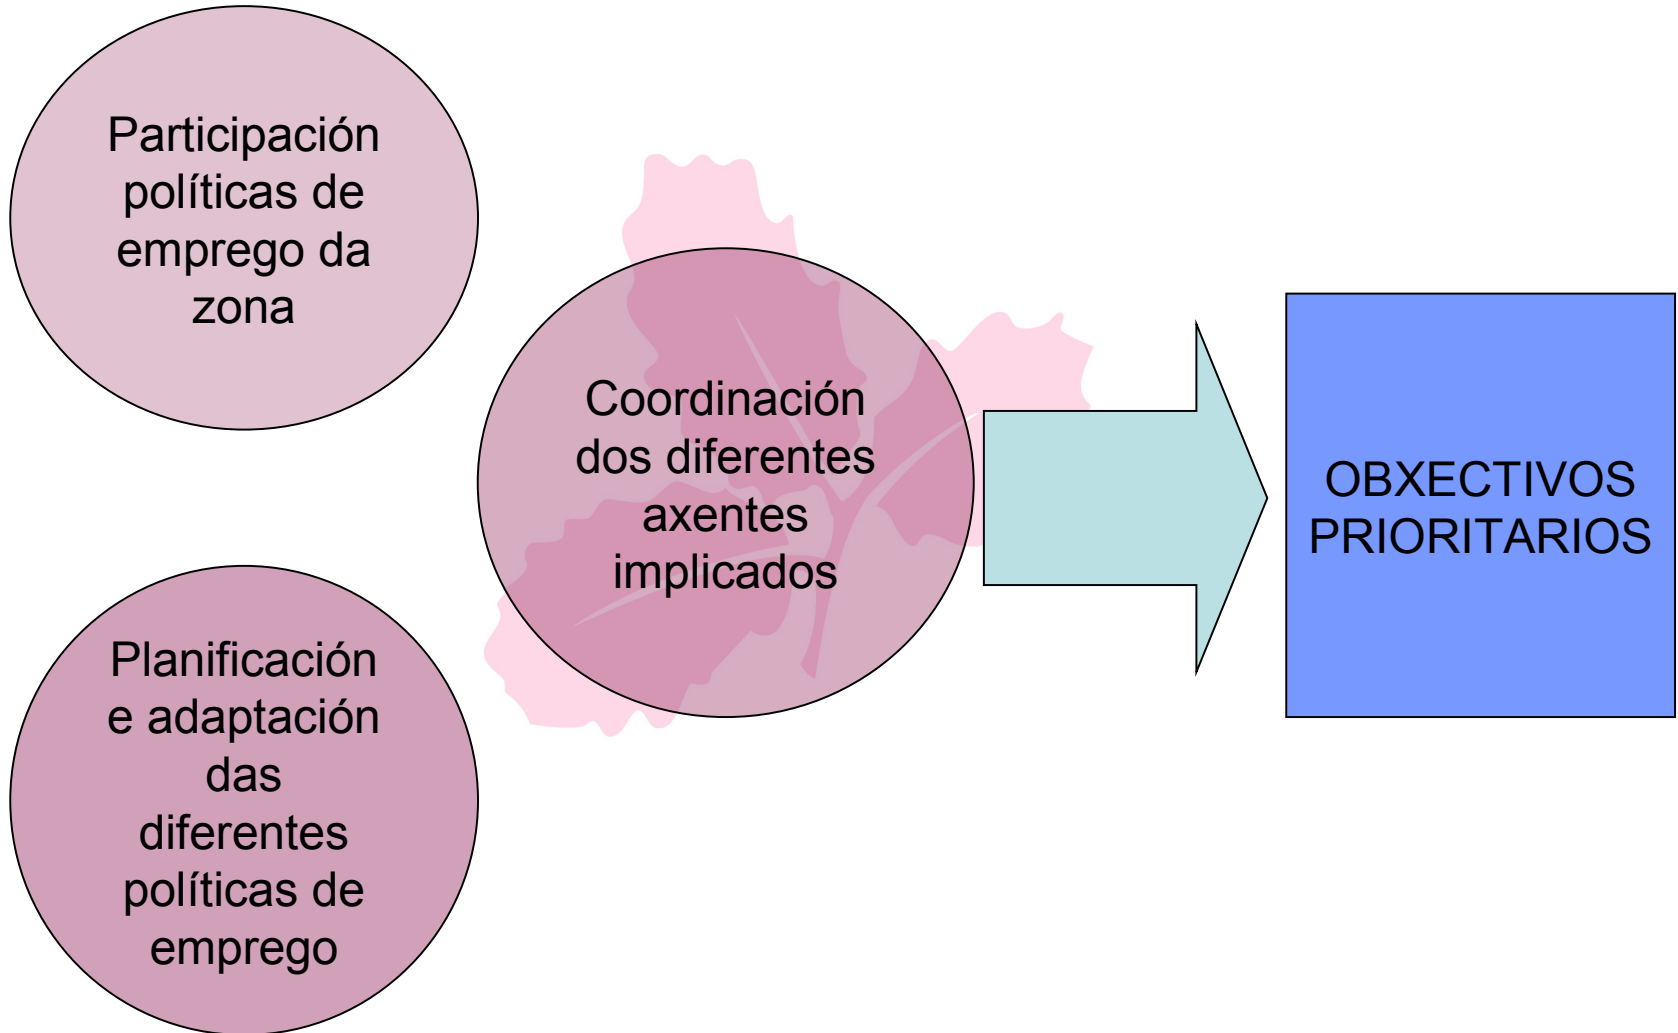 Participación
políticas de
emprego da
zona
Coordinación
dos diferentes
axentes
implicados
OBXECTIVOS
PRIORITARIOS
Planificación
e adaptación
das
diferentes
políticas de
emprego